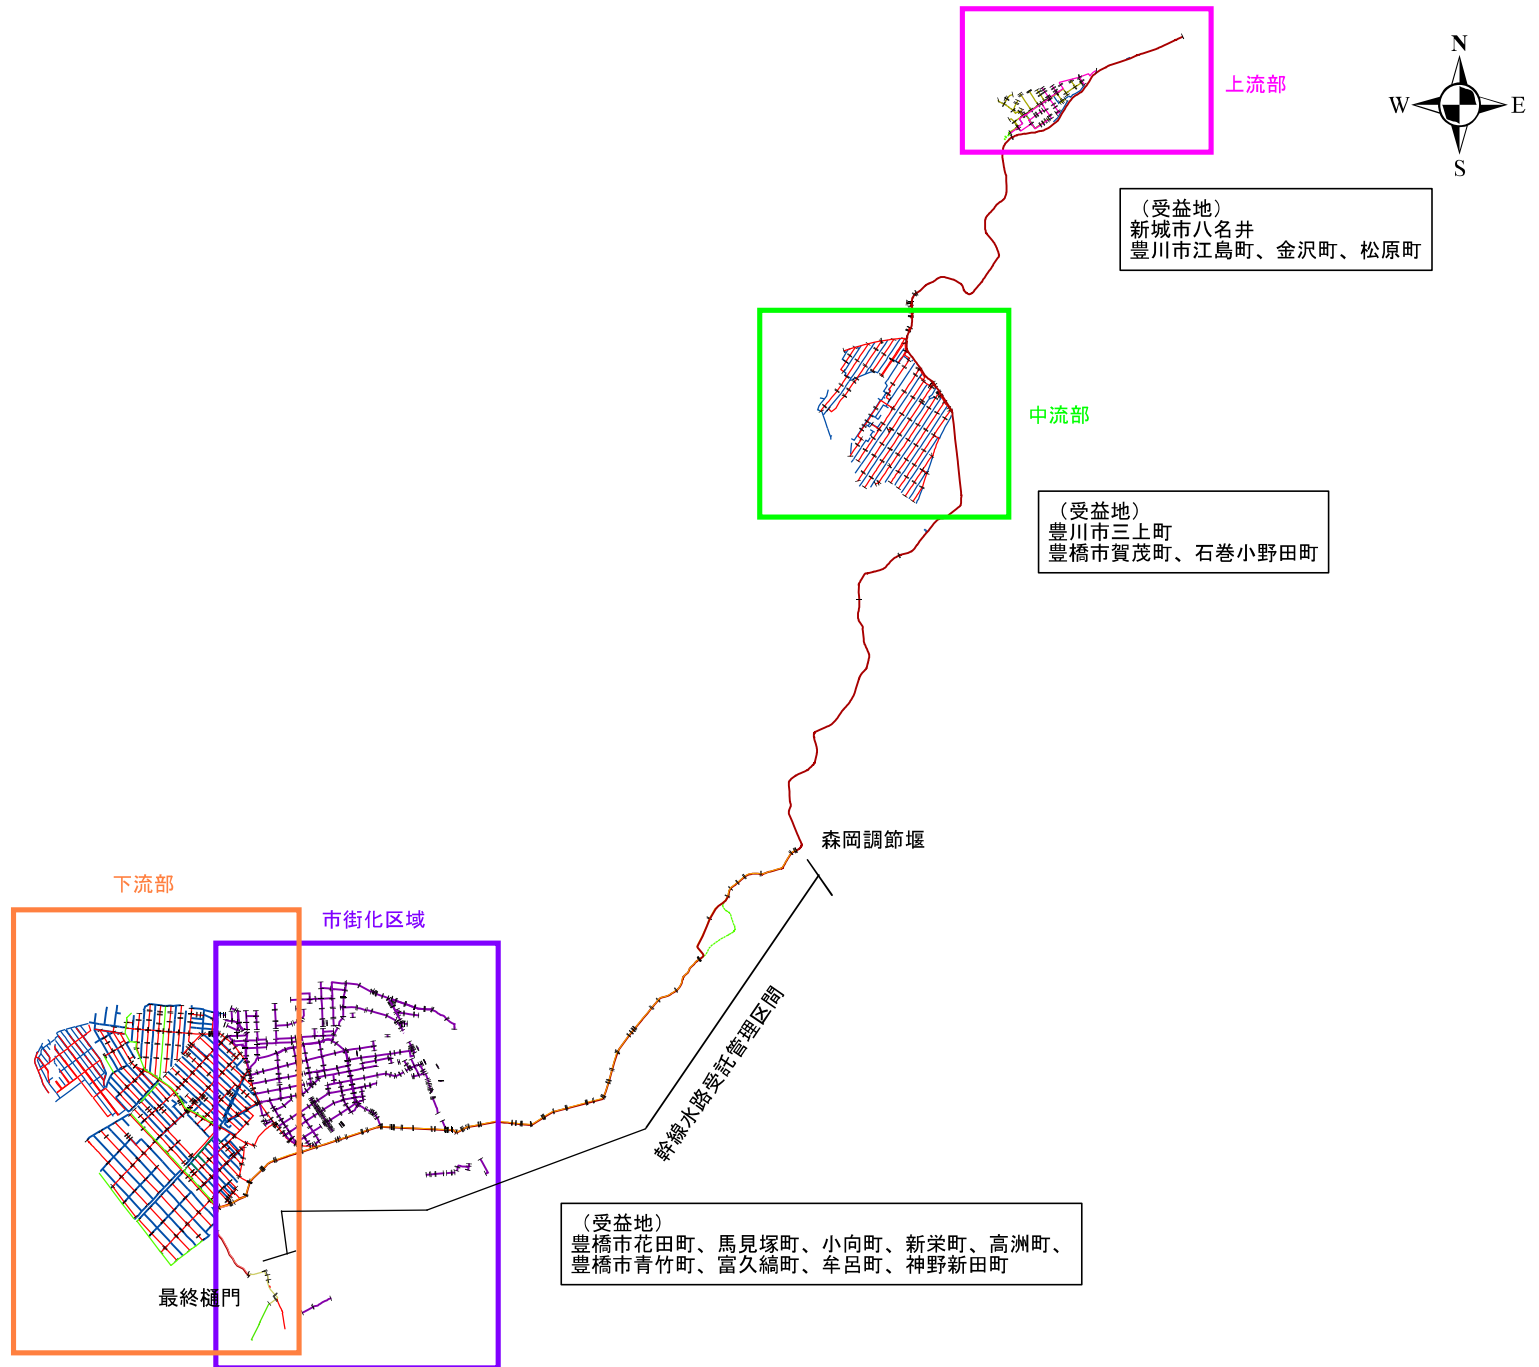 N
W
E
S
上流部
（受益地）
新城市八名井
豊川市江島町、金沢町、松原町
中流部
（受益地）
豊川市三上町
豊橋市賀茂町、石巻小野田町
森岡調節堰
下流部
市街化区域
幹線水路受託管理区間
（受益地）
豊橋市花田町、馬見塚町、小向町、新栄町、高洲町、
豊橋市青竹町、富久縞町、牟呂町、神野新田町
最終樋門